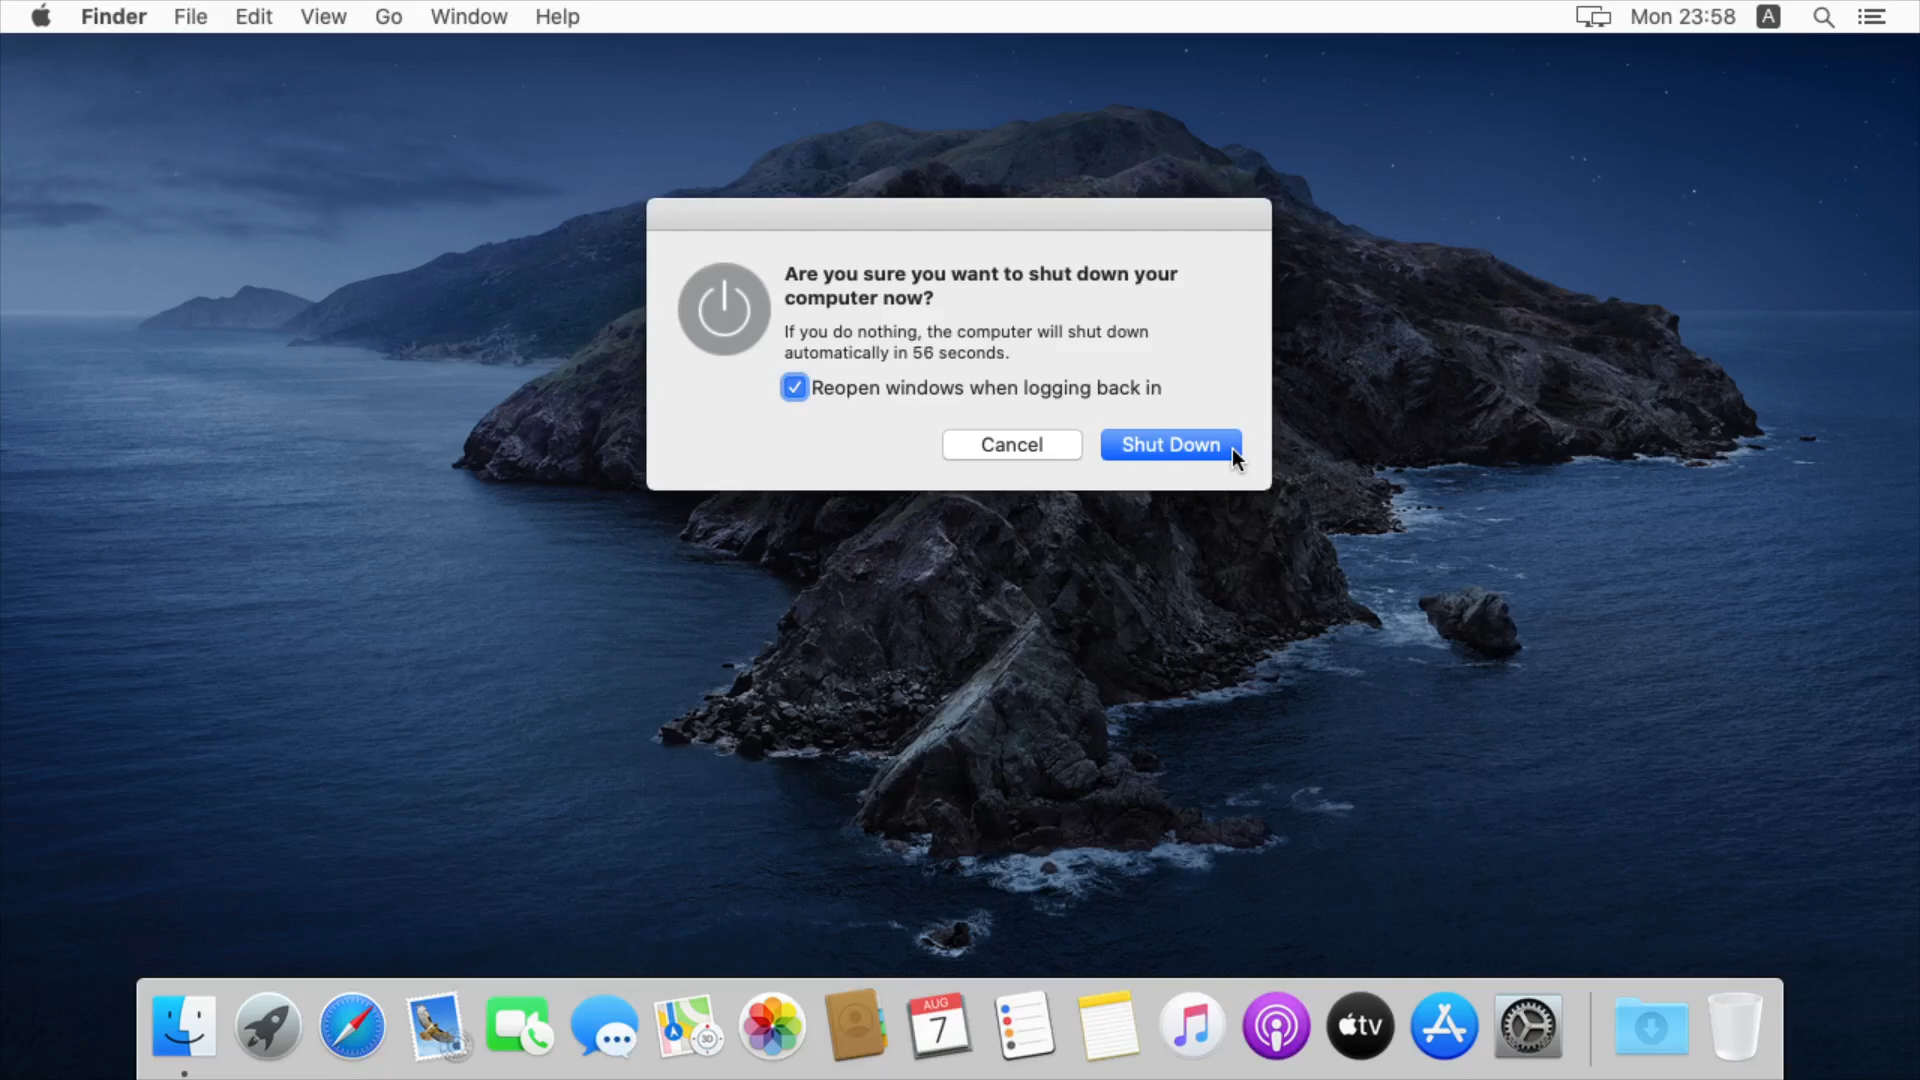 Finder File Edit View Go Window Help Mon 23:58 A
Are you sure you want to shut down your
computer now?
If you do nothing, the computer will shut down
automatically in 56 seconds.
Reopen windows when logging back in
Cancel Shut Down
AUG
7
3D
tv